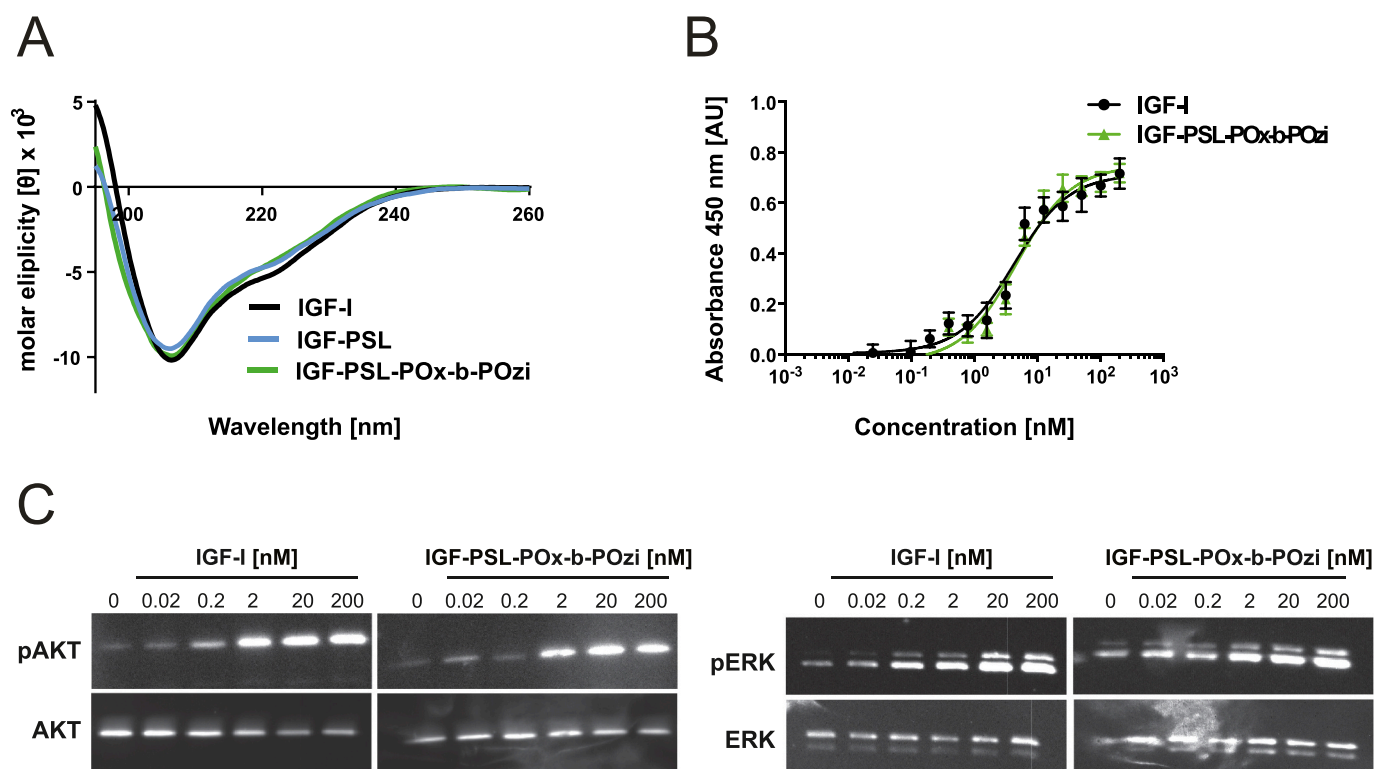 A
B
5
0
-5
-10
200
220
240
260
molar eliplicity [θ] x 10³
IGF-I
IGF-PSL
IGF-PSL-POx-b-POzi
Wavelength [nm]
1.0
0.8
0.6
0.4
0.2
0.0
Absorbance 450 nm [AU]
IGF-I
IGF-PSL-POx-b-POzi
10⁻³
10⁻²
10⁻¹
10⁰
10¹
10²
10³
Concentration [nM]
C
IGF-I [nM]
IGF-PSL-POx-b-POzi [nM]
0 0.02 0.2 2 20 200
0 0.02 0.2 2 20 200
pAKT
AKT
IGF-I [nM]
IGF-PSL-POx-b-POzi [nM]
0 0.02 0.2 2 20 200
0 0.02 0.2 2 20 200
pERK
ERK